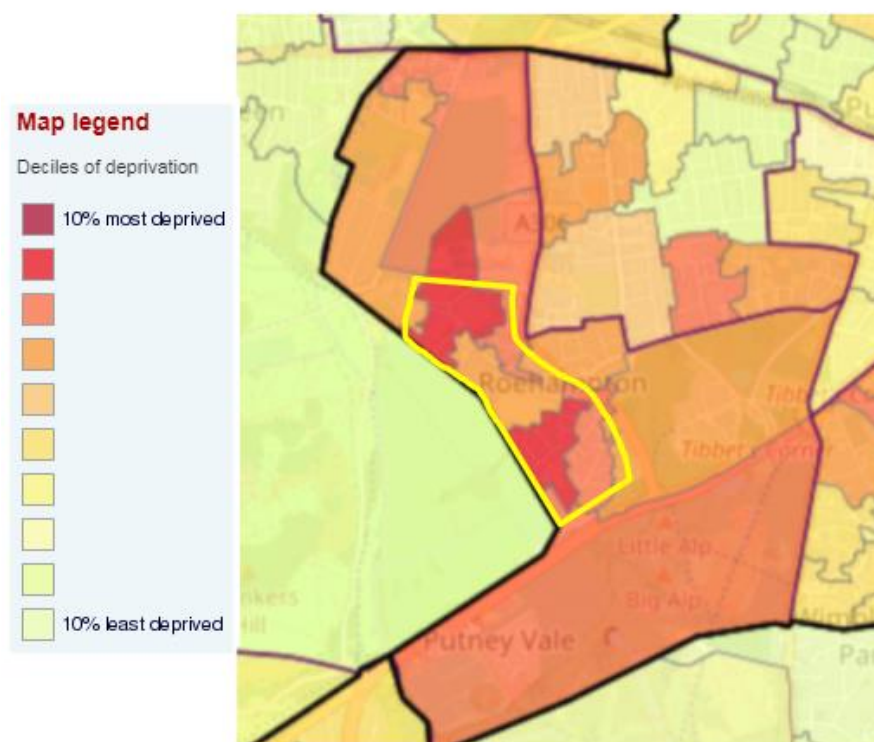 Map legend
Deciles of deprivation
10% most deprived
10% least deprived
A306
Roehampton
Tibbet's Corner
Little Alp
Big Alp
Putney Vale